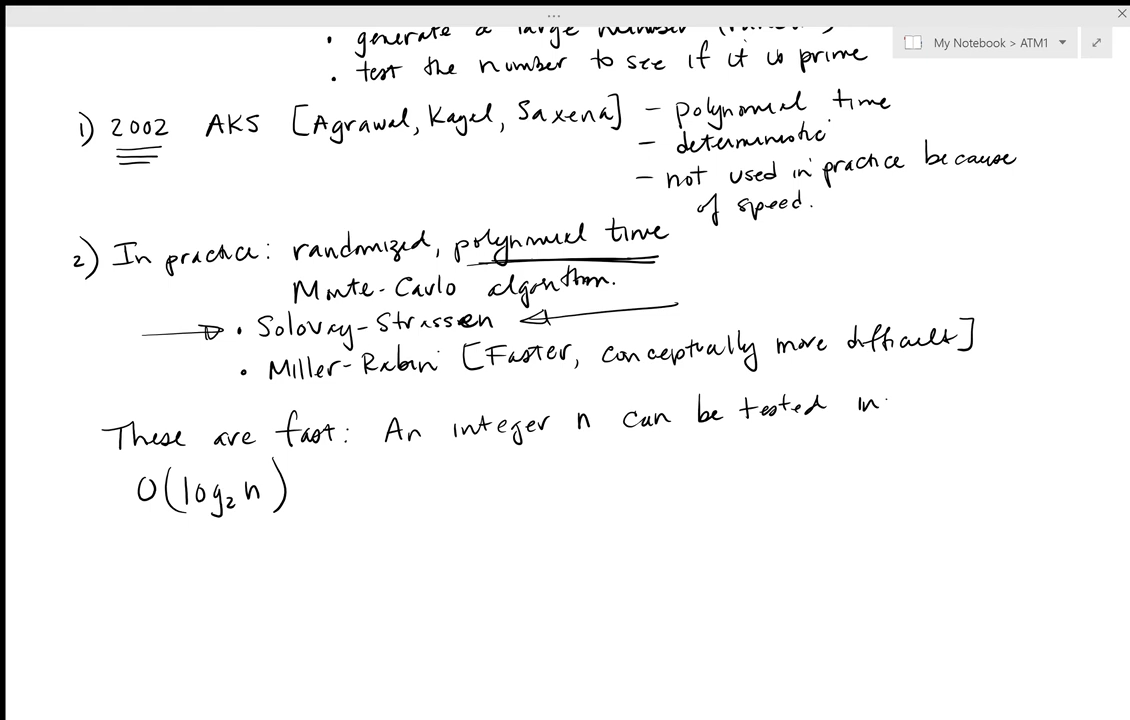 My Notebook > ATM1
• generate a large number
• test the number to see if it is prime
1) 2002 AKS [Agrawal, Kayel, Saxena] – polynomial time
– deterministic
– not used in practice because
of speed.
2) In practice: randomized, polynomial time
Monte-Carlo algorithm.
• Solovay-Strassen
• Miller-Rabin [Faster, conceptually more difficult]
These are fast: An integer n can be tested in
O(log₂ n)